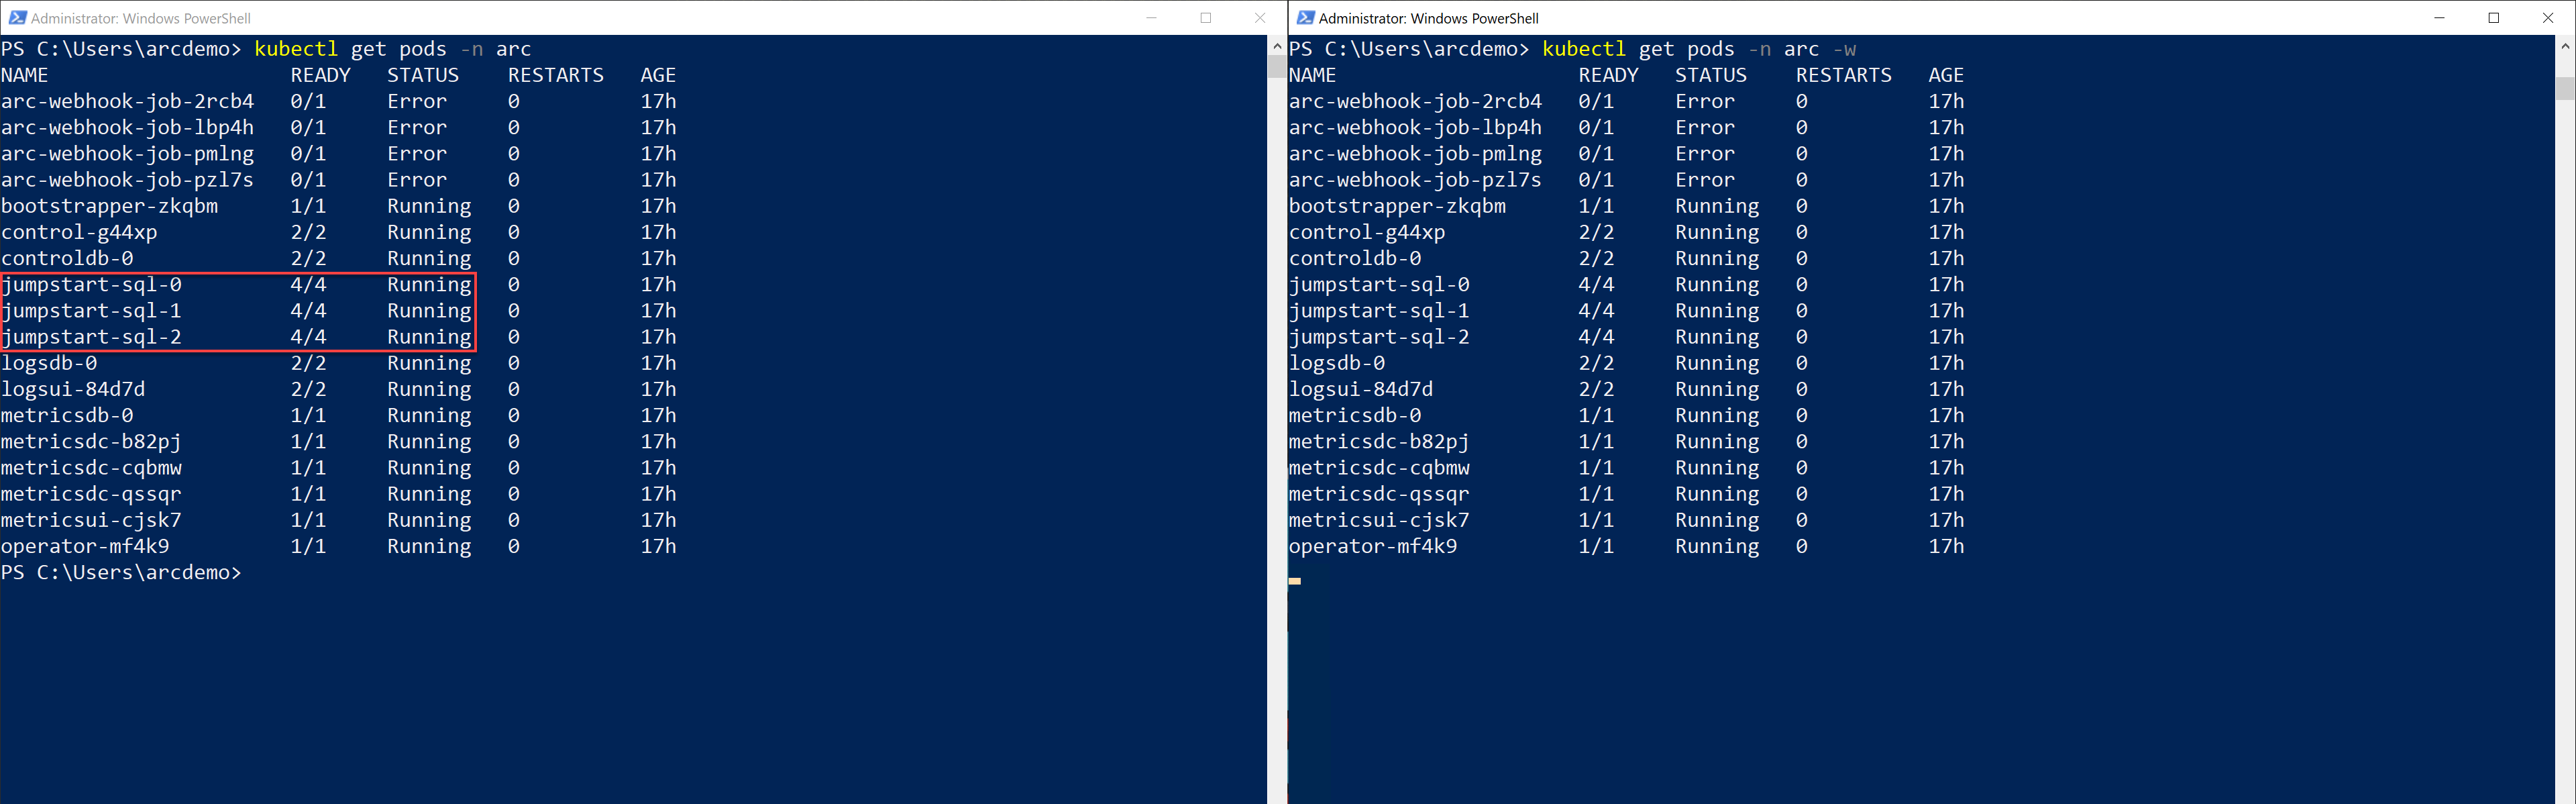 Administrator: Windows PowerShell
PS C:\Users\arcdemo> kubectl get pods -n arc
NAME READY STATUS RESTARTS AGE
arc-webhook-job-2rcb4 0/1 Error 0 17h
arc-webhook-job-lbp4h 0/1 Error 0 17h
arc-webhook-job-pmlng 0/1 Error 0 17h
arc-webhook-job-pzl7s 0/1 Error 0 17h
bootstrapper-zkqbm 1/1 Running 0 17h
control-g44xp 2/2 Running 0 17h
controldb-0 2/2 Running 0 17h
jumpstart-sql-0 4/4 Running 0 17h
jumpstart-sql-1 4/4 Running 0 17h
jumpstart-sql-2 4/4 Running 0 17h
logsdb-0 2/2 Running 0 17h
logsui-84d7d 2/2 Running 0 17h
metricsdb-0 1/1 Running 0 17h
metricsdc-b82pj 1/1 Running 0 17h
metricsdc-cqbmw 1/1 Running 0 17h
metricsdc-qssqr 1/1 Running 0 17h
metricsui-cjsk7 1/1 Running 0 17h
operator-mf4k9 1/1 Running 0 17h
PS C:\Users\arcdemo>
Administrator: Windows PowerShell
PS C:\Users\arcdemo> kubectl get pods -n arc -w
NAME READY STATUS RESTARTS AGE
arc-webhook-job-2rcb4 0/1 Error 0 17h
arc-webhook-job-lbp4h 0/1 Error 0 17h
arc-webhook-job-pmlng 0/1 Error 0 17h
arc-webhook-job-pzl7s 0/1 Error 0 17h
bootstrapper-zkqbm 1/1 Running 0 17h
control-g44xp 2/2 Running 0 17h
controldb-0 2/2 Running 0 17h
jumpstart-sql-0 4/4 Running 0 17h
jumpstart-sql-1 4/4 Running 0 17h
jumpstart-sql-2 4/4 Running 0 17h
logsdb-0 2/2 Running 0 17h
logsui-84d7d 2/2 Running 0 17h
metricsdb-0 1/1 Running 0 17h
metricsdc-b82pj 1/1 Running 0 17h
metricsdc-cqbmw 1/1 Running 0 17h
metricsdc-qssqr 1/1 Running 0 17h
metricsui-cjsk7 1/1 Running 0 17h
operator-mf4k9 1/1 Running 0 17h